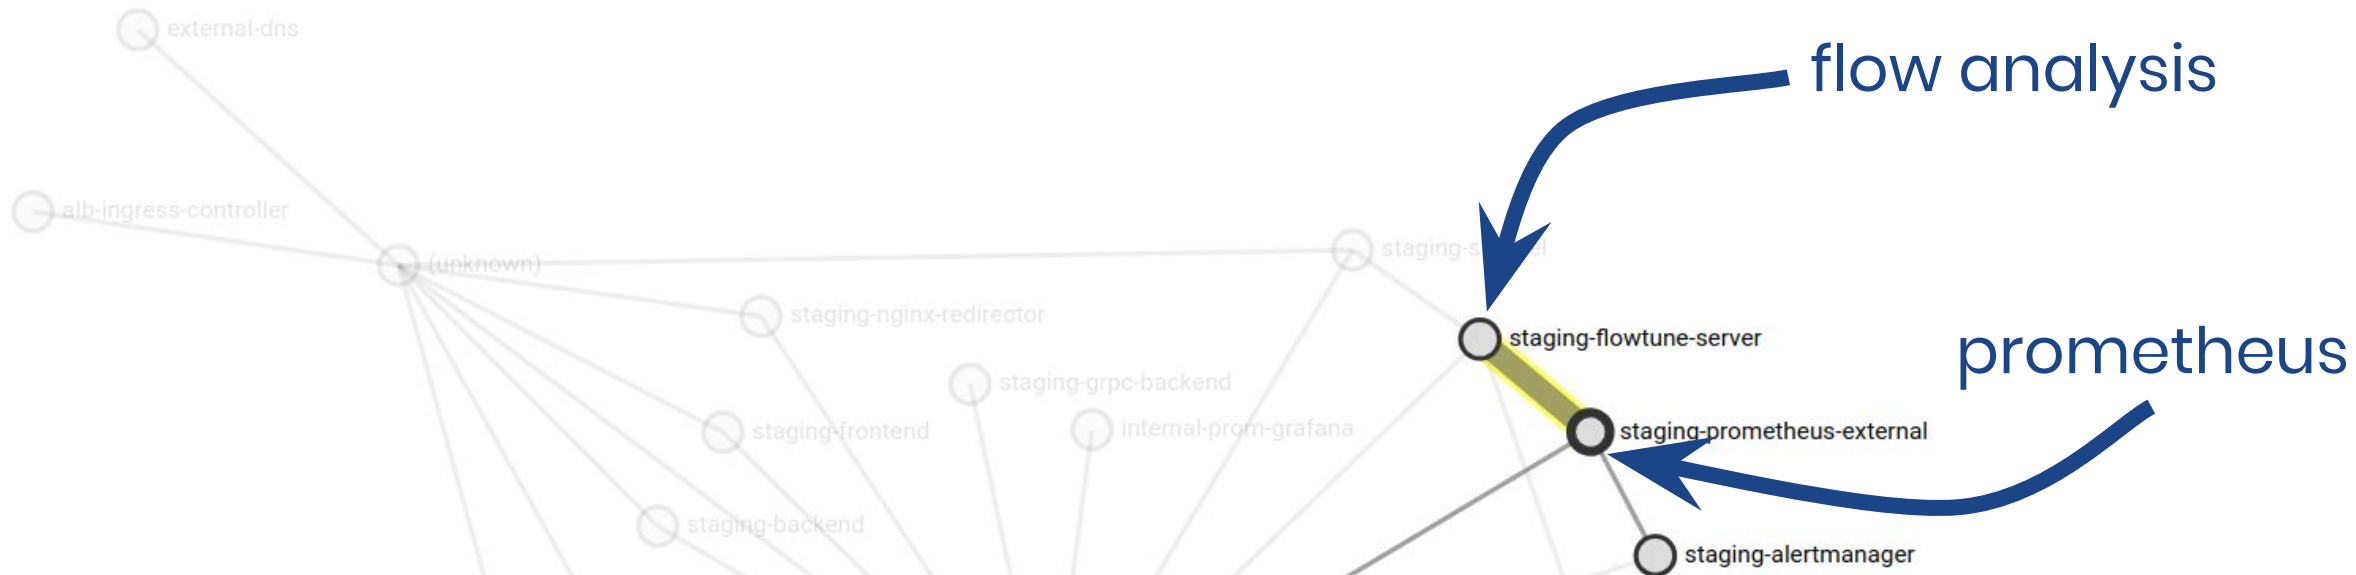 external-dns
flow analysis
alb-ingress-controller
(unknown)
staging-nginx-redirector
staging-flowtune-server
prometheus
staging-grpc-backend
staging-frontend
internal-prom-grafana
staging-prometheus-external
staging-backend
staging-alertmanager